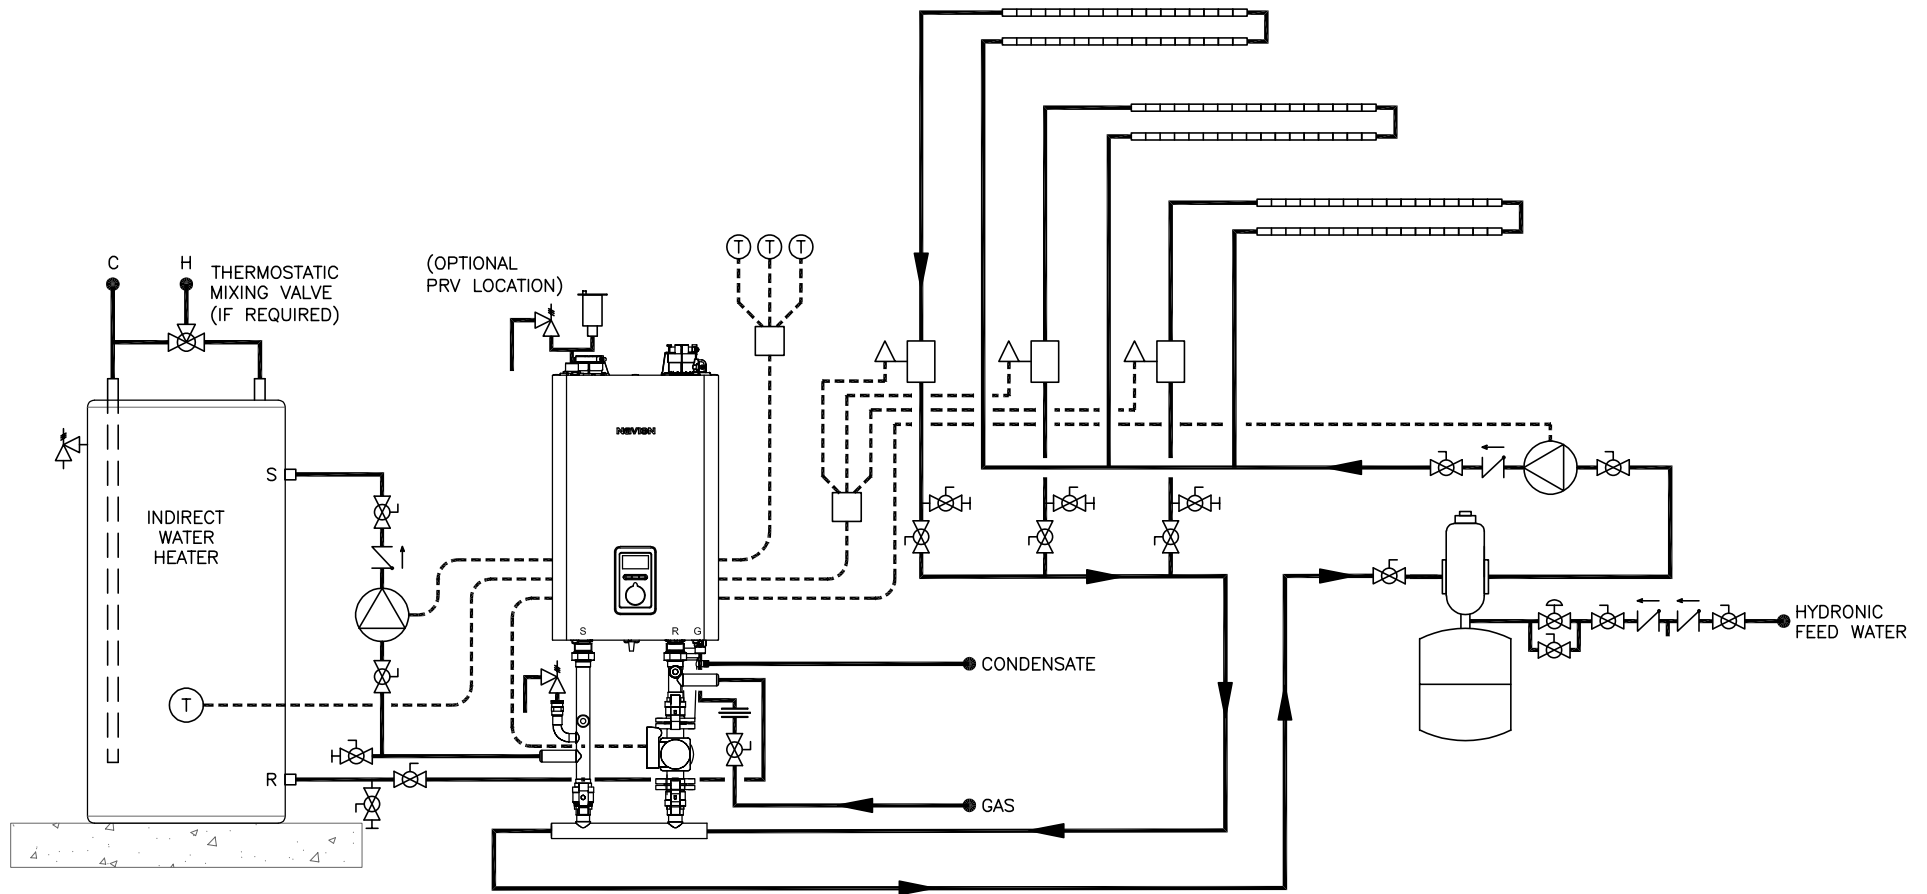 C
H
THERMOSTATIC
MIXING VALVE
(IF REQUIRED)
(OPTIONAL
PRV LOCATION)
T
T
T
NAVIEN
S
INDIRECT
WATER
HEATER
T
R
S
R
G
CONDENSATE
GAS
HYDRONIC
FEED WATER